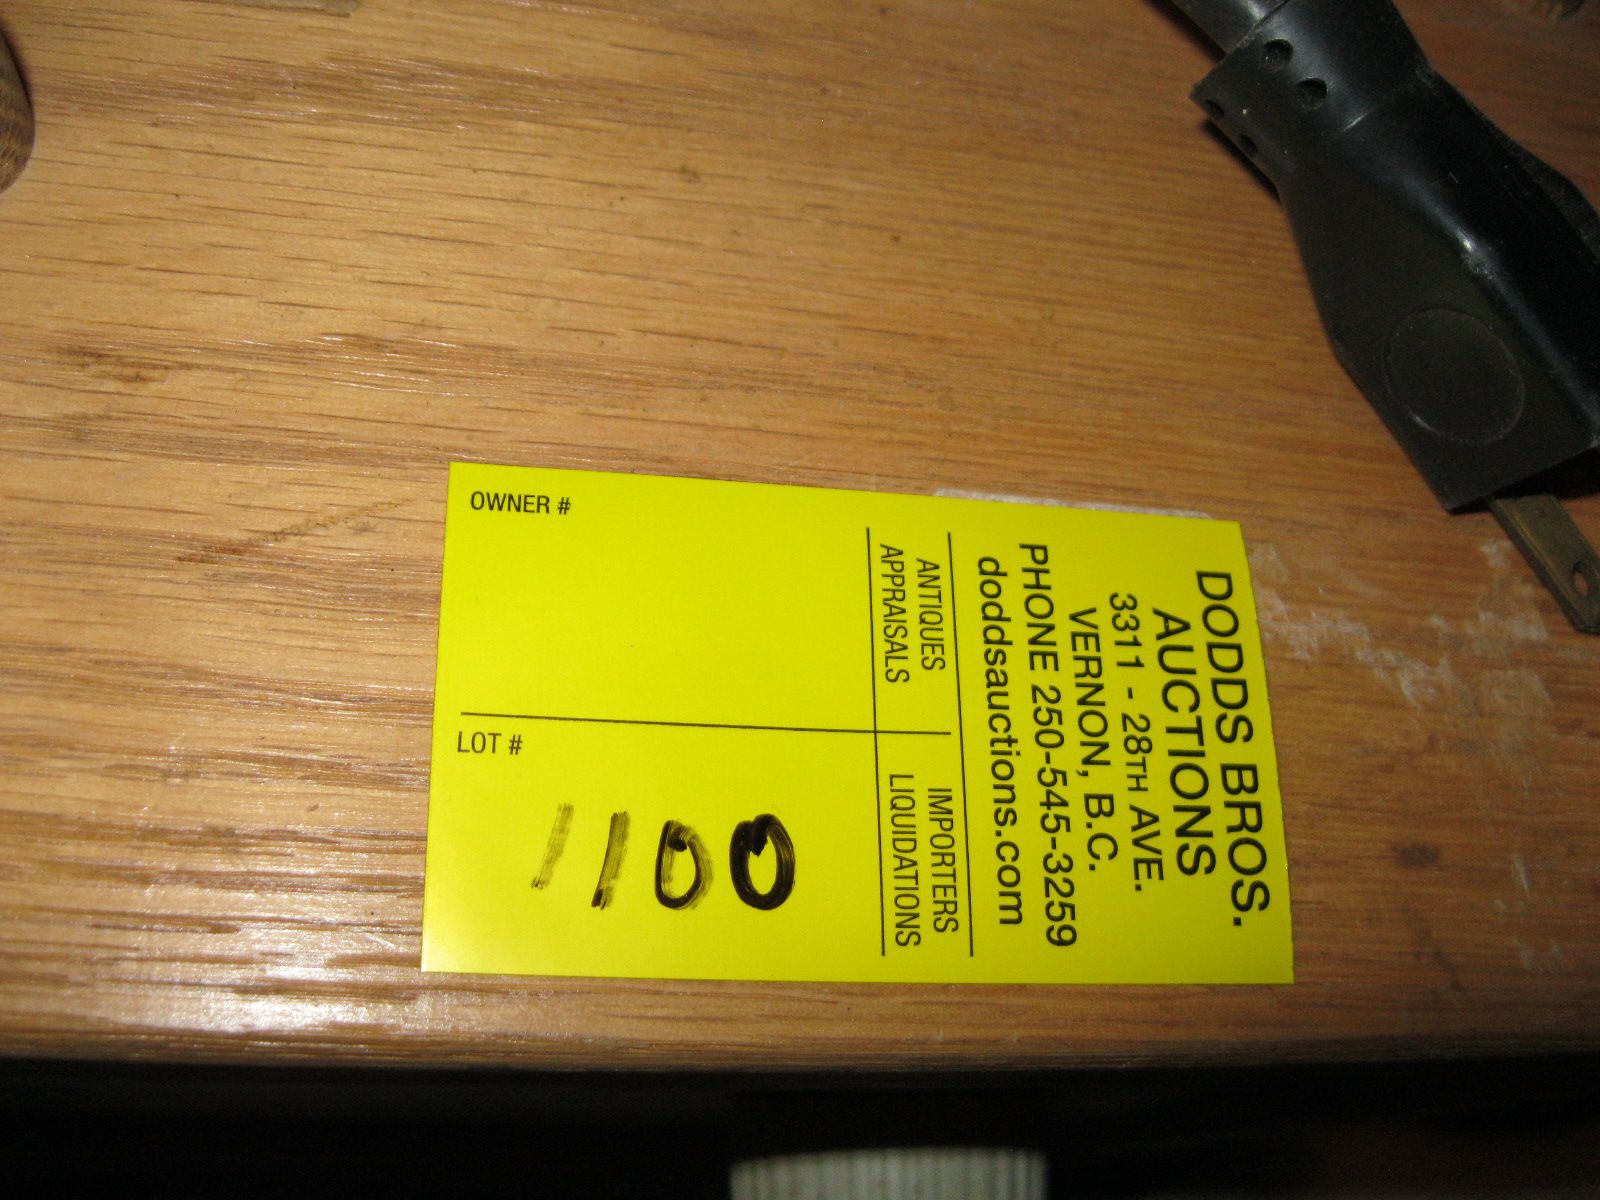 DODDS BROS.
AUCTIONS
3311 - 28TH AVE.
VERNON, B.C.
PHONE 250-545-3259
doddsauctions.com
ANTIQUES
APPRAISALS
IMPORTERS
LIQUIDATIONS
OWNER #
LOT #
1100